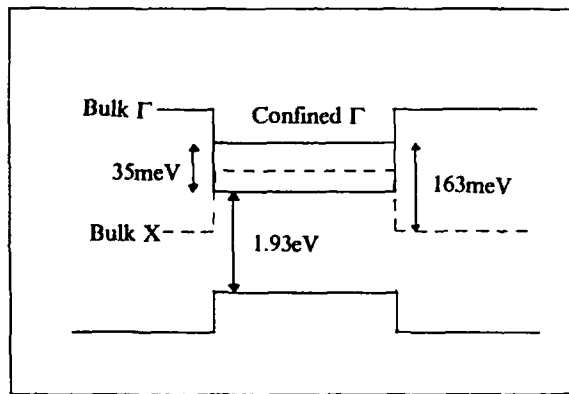 Bulk Γ
Confined Γ
35meV
163meV
Bulk X
1.93eV